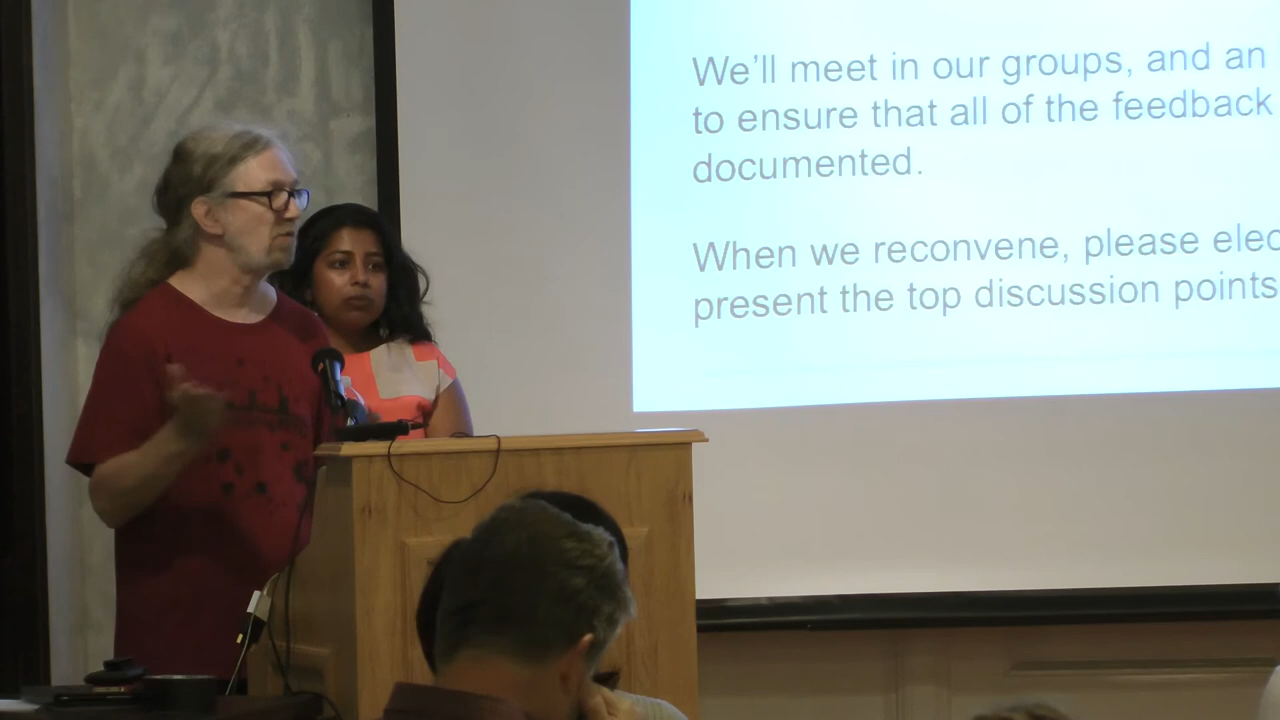 We'll meet in our groups, and an
to ensure that all of the feedback
documented.
When we reconvene, please elec
present the top discussion points